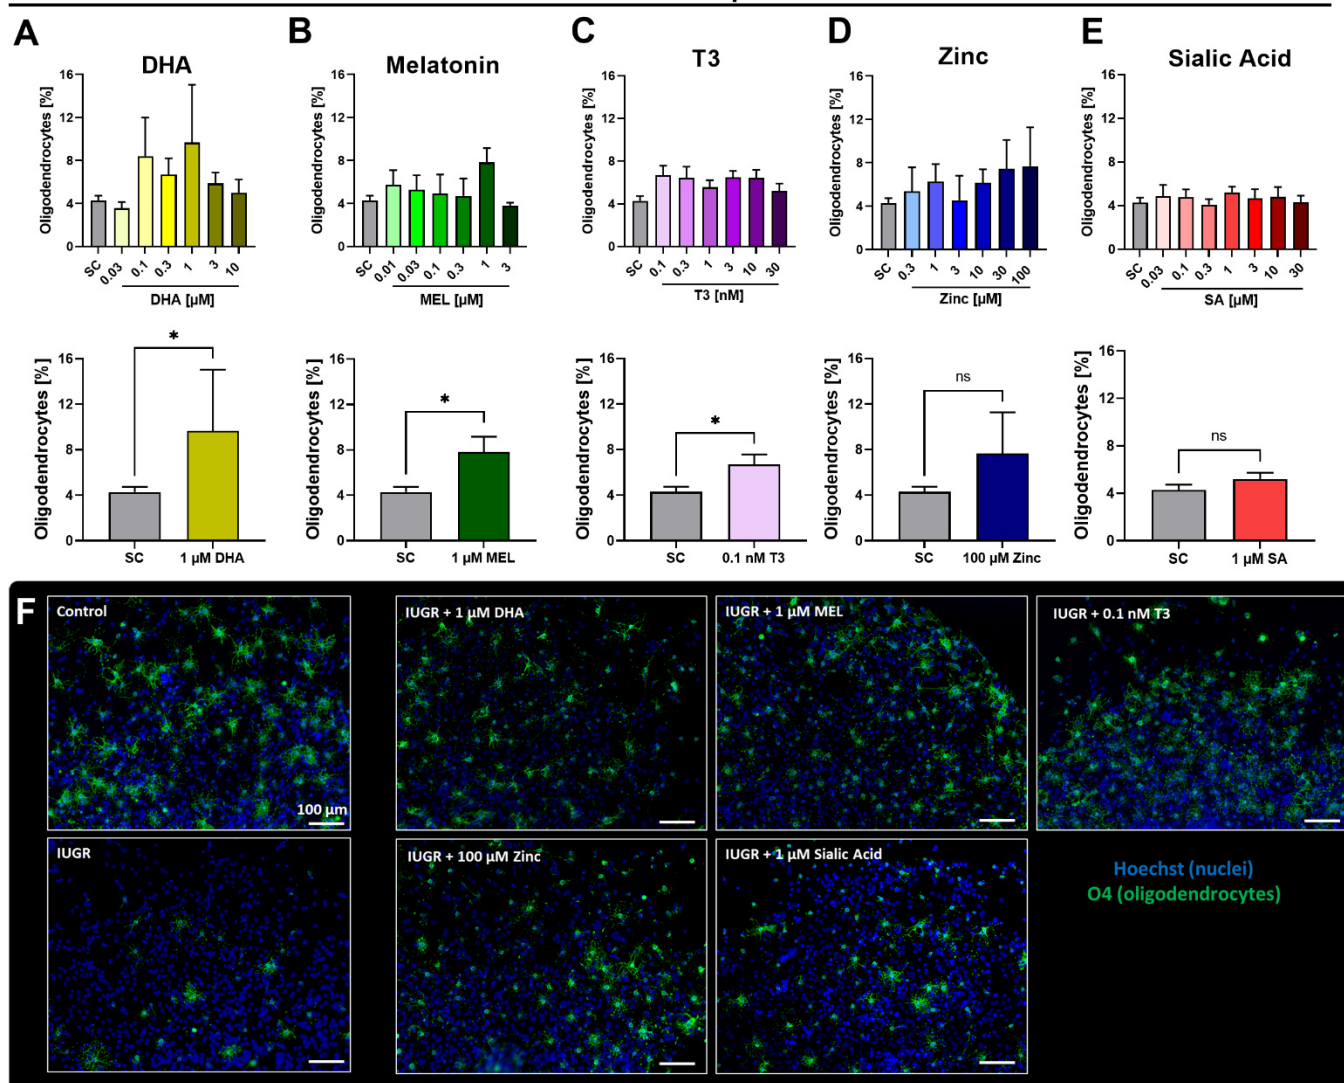 A
DHA
Oligodendrocytes [%]
16
12
8
4
0
SC 0.03 0.1 0.3 1 3 10
DHA [µM]
B
Melatonin
Oligodendrocytes [%]
16
12
8
4
0
SC 0.01 0.03 0.1 0.3 1 3
MEL [µM]
C
T3
Oligodendrocytes [%]
16
12
8
4
0
SC 0.1 0.3 1 3 10 30
T3 [nM]
D
Zinc
Oligodendrocytes [%]
16
12
8
4
0
SC 0.3 1 3 10 30 100
Zinc [µM]
E
Sialic Acid
Oligodendrocytes [%]
16
12
8
4
0
SC 0.03 0.1 0.3 1 3 10 30
SA [µM]
Oligodendrocytes [%]
16
12
8
4
0
*
SC 1 µM DHA
Oligodendrocytes [%]
16
12
8
4
0
*
SC 1 µM MEL
Oligodendrocytes [%]
16
12
8
4
0
*
SC 0.1 nM T3
Oligodendrocytes [%]
16
12
8
4
0
ns
SC 100 µM Zinc
Oligodendrocytes [%]
16
12
8
4
0
ns
SC 1 µM SA
F
Control
100 µm
IUGR + 1 µM DHA
IUGR + 1 µM MEL
IUGR + 0.1 nM T3
IUGR
IUGR + 100 µM Zinc
IUGR + 1 µM Sialic Acid
Hoechst (nuclei)
O4 (oligodendrocytes)